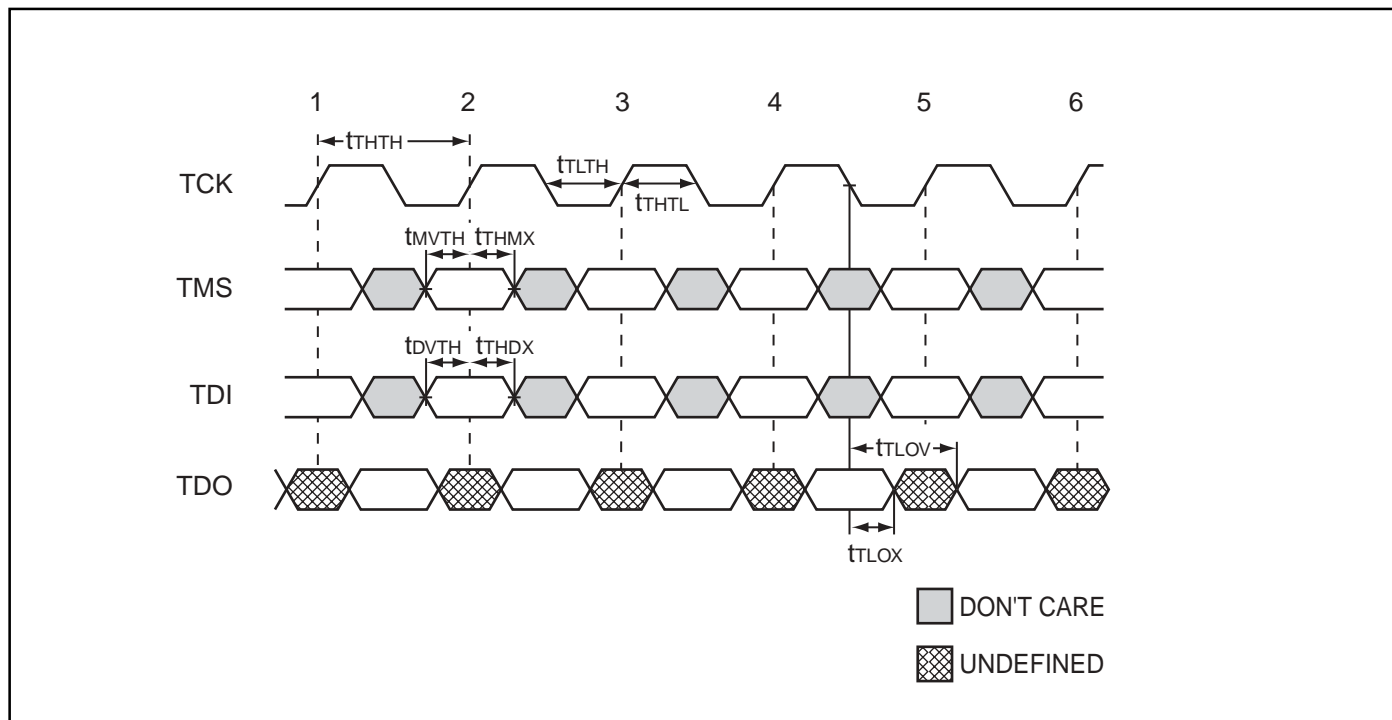 1 2 3 4 5 6
tTHTH
tTLTH
TCK
tTHTL
tMVTH tTHMX
TMS
tDVTH tTHDX
TDI
tTLOV
TDO
tTLOX
DON'T CARE
UNDEFINED